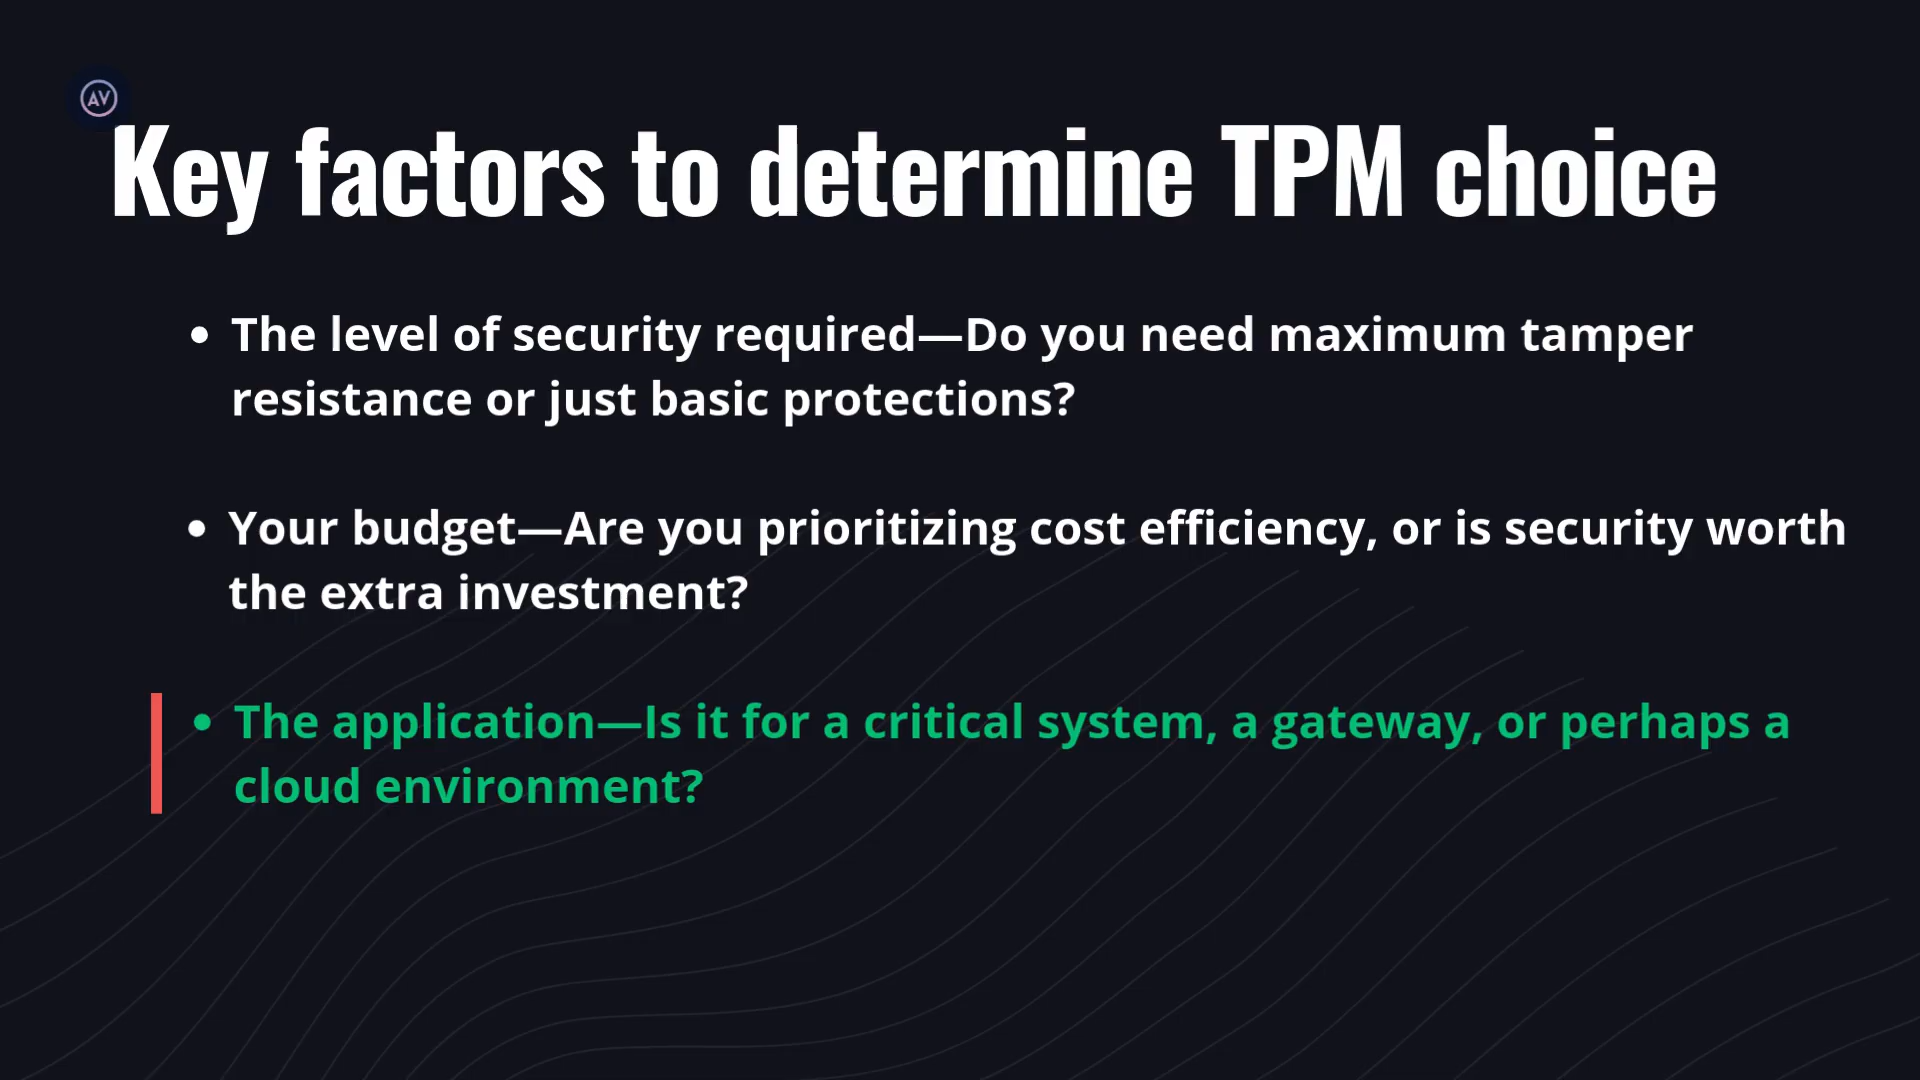 AV
Key factors to determine TPM choice
• The level of security required—Do you need maximum tamper
resistance or just basic protections?
• Your budget—Are you prioritizing cost efficiency, or is security worth
the extra investment?
• The application—Is it for a critical system, a gateway, or perhaps a
cloud environment?